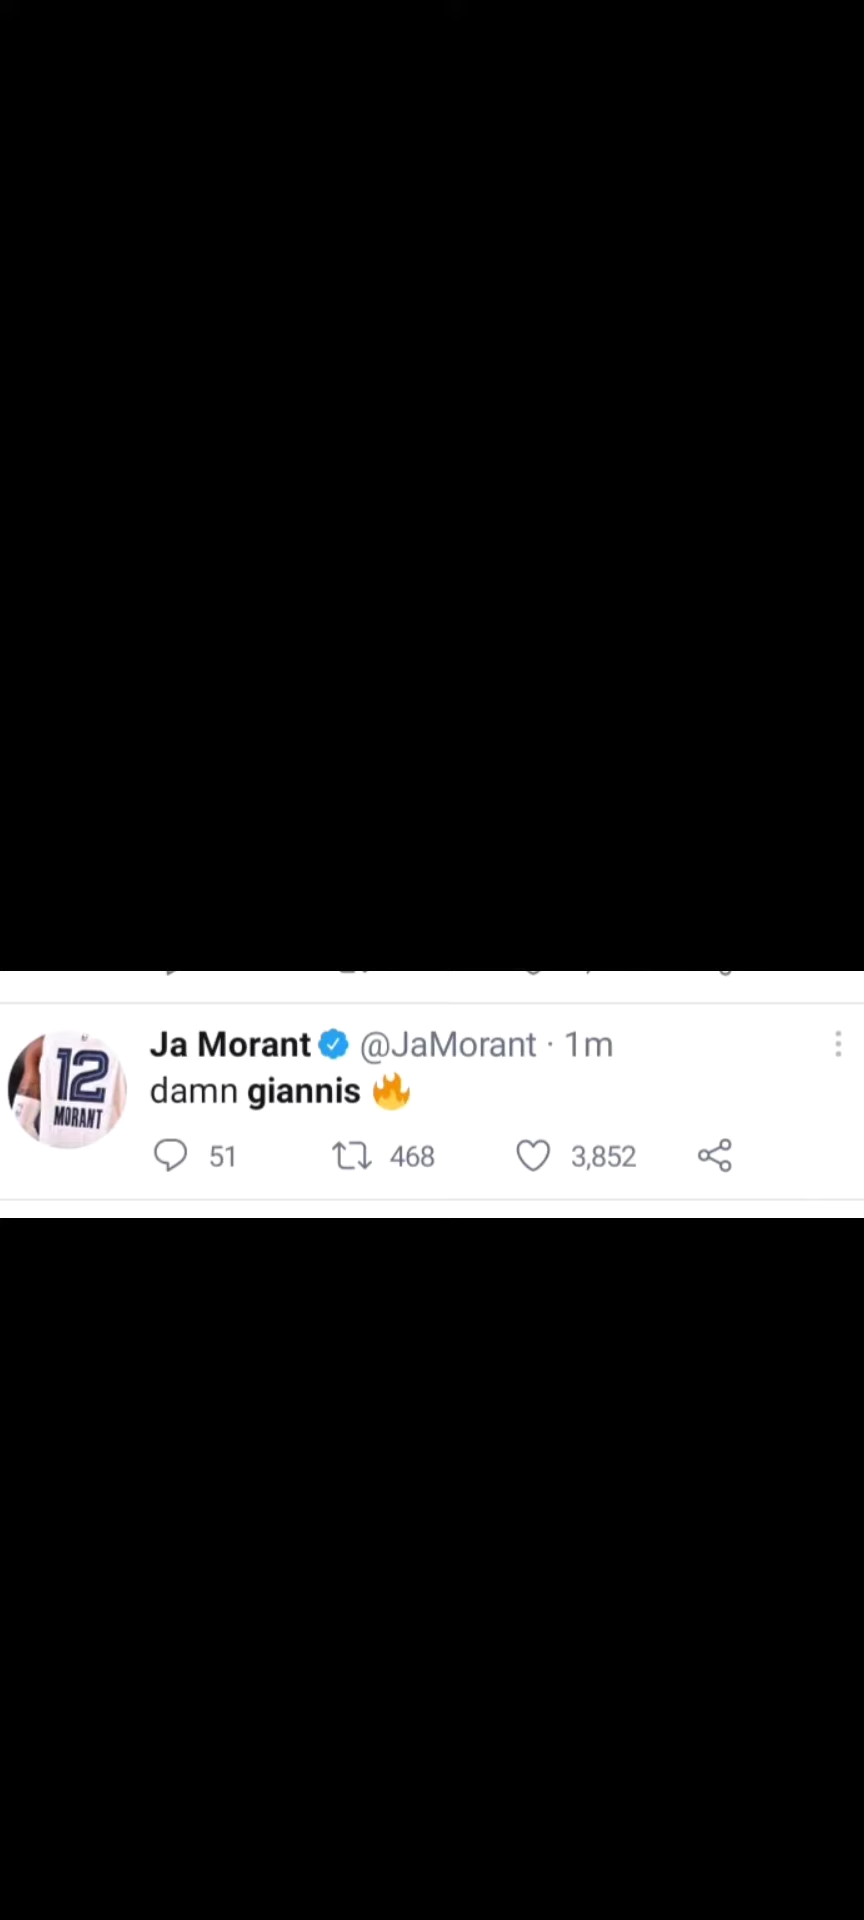 Ja Morant @JaMorant · 1m
damn giannis 🔥
51 468 3,852
12
MORANT